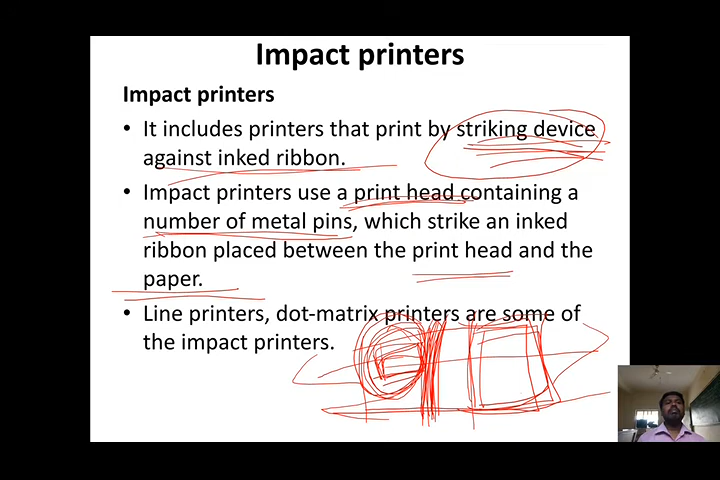 Impact printers
Impact printers
• It includes printers that print by striking device
against inked ribbon.
• Impact printers use a print head containing a
number of metal pins, which strike an inked
ribbon placed between the print head and the
paper.
• Line printers, dot-matrix printers are some of
the impact printers.